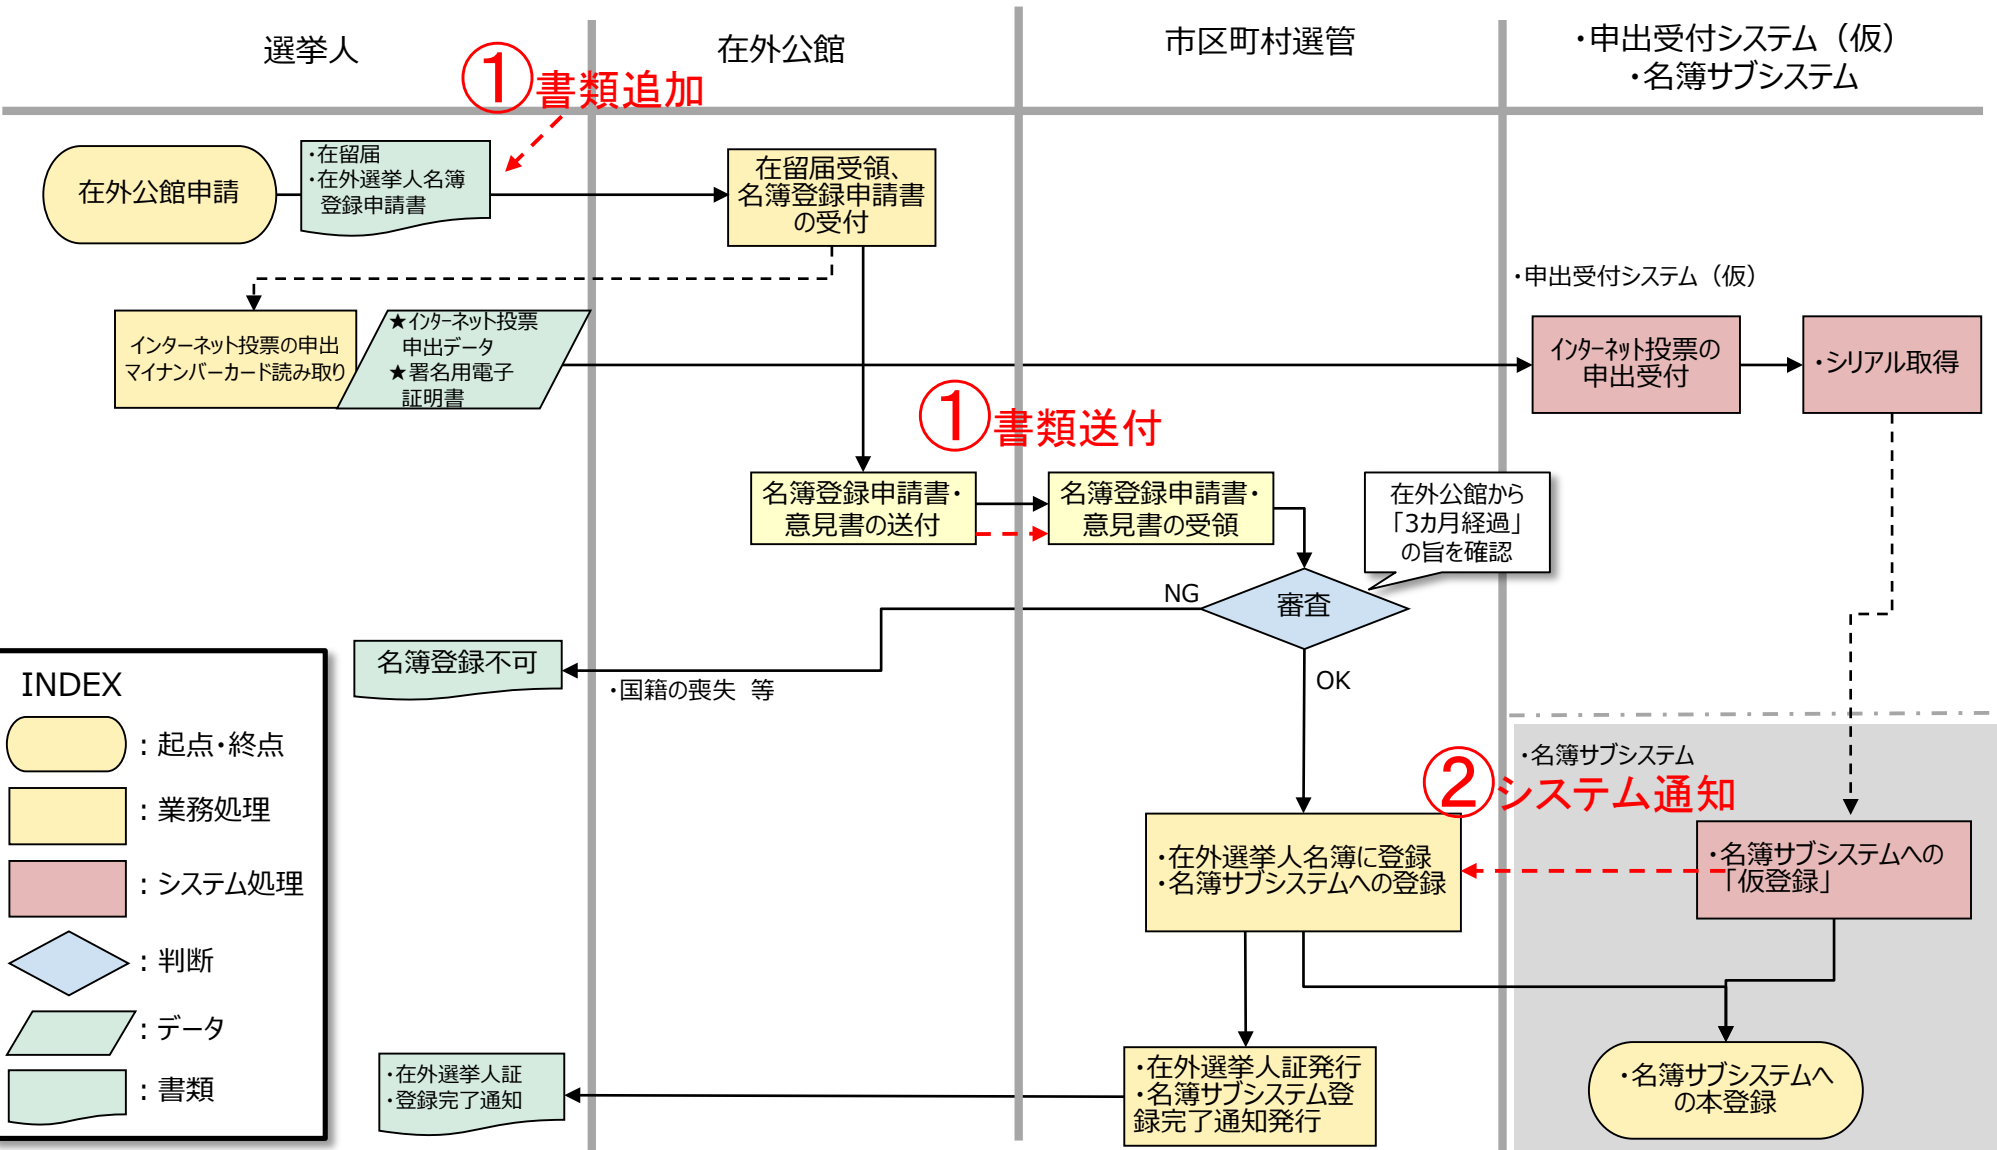 選挙人
在外公館
市区町村選管
・申出受付システム（仮）
・名簿サブシステム
①書類追加
在外公館申請
・在留届
・在外選挙人名簿
登録申請書
在留届受領、
名簿登録申請書
の受付
・申出受付システム（仮）
インターネット投票の申出
マイナンバーカード読み取り
★インターネット投票
申出データ
★署名用電子
証明書
インターネット投票の
申出受付
・シリアル取得
①書類送付
名簿登録申請書・
意見書の送付
名簿登録申請書・
意見書の受領
在外公館から
「3カ月経過」
の旨を確認
NG
審査
名簿登録不可
・国籍の喪失　等
OK
INDEX
：起点・終点
：業務処理
：システム処理
：判断
：データ
：書類
・名簿サブシステム
②システム通知
・在外選挙人名簿に登録
・名簿サブシステムへの登録
・名簿サブシステムへの
「仮登録」
・在外選挙人証
・登録完了通知
・在外選挙人証発行
・名簿サブシステム登
録完了通知発行
・名簿サブシステムへ
の本登録